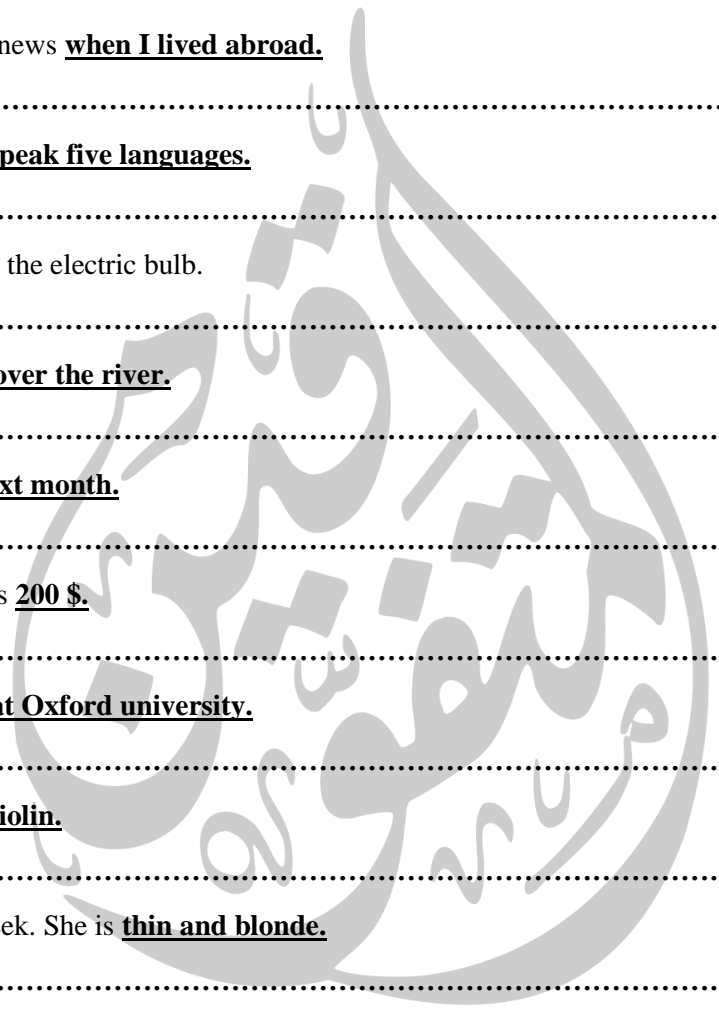 news when I lived abroad.
peak five languages.
the electric bulb.
over the river.
xt month.
s 200 $.
at Oxford university.
iolin.
ek. She is thin and blonde.
متفوقين